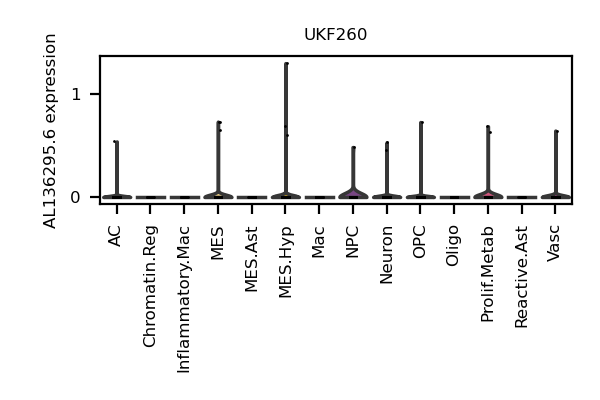 UKF260
AL136295.6 expression
1
0
AC
Chromatin.Reg
Inflammatory.Mac
MES
MES.Ast
MES.Hyp
Mac
NPC
Neuron
OPC
Oligo
Prolif.Metab
Reactive.Ast
Vasc